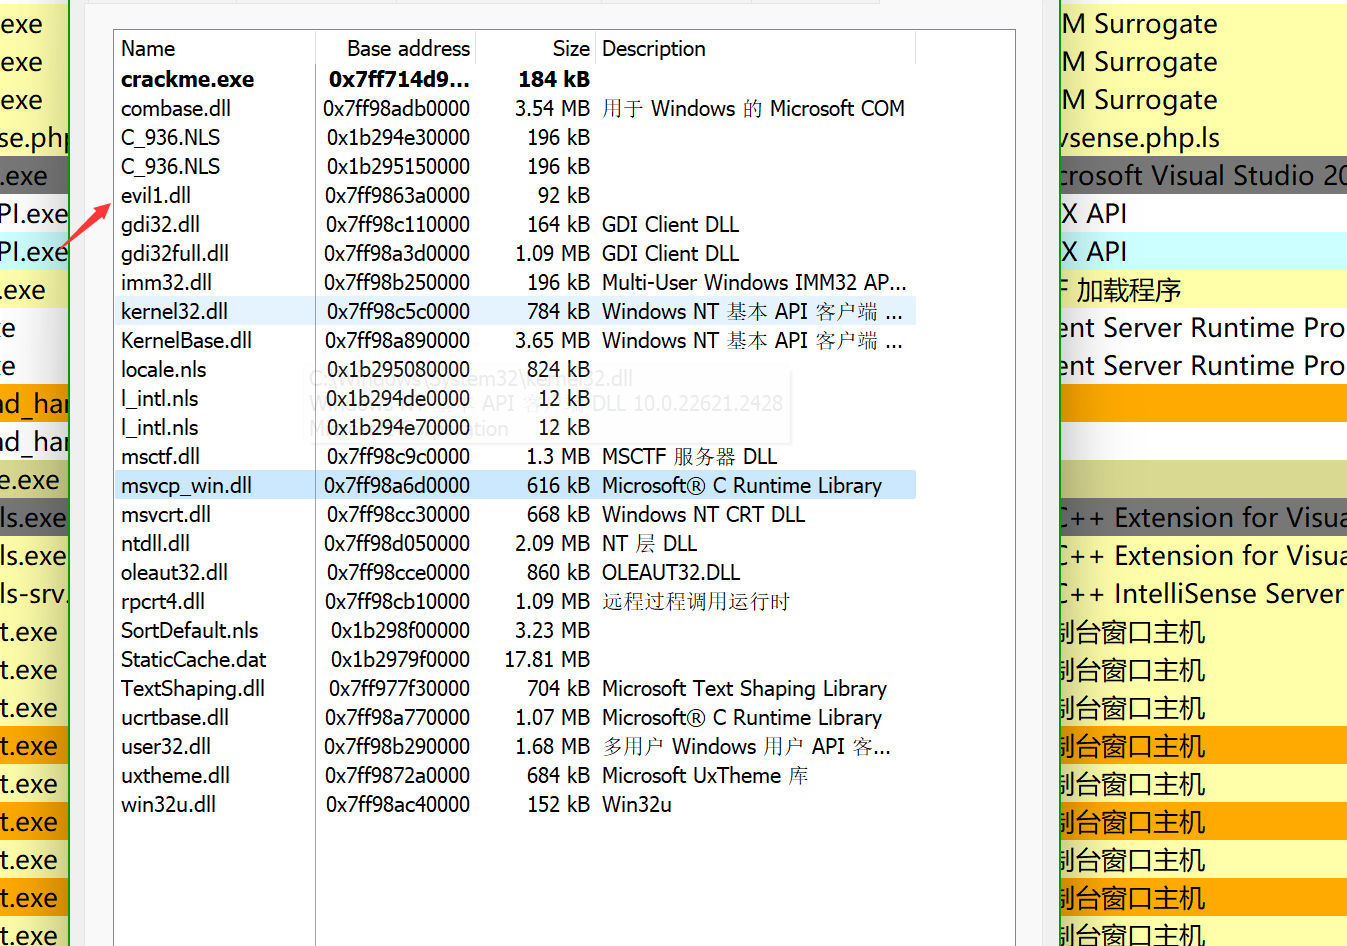 Name Base address Size Description
crackme.exe 0x7ff714d9... 184 kB
combase.dll 0x7ff98adb0000 3.54 MB 用于 Windows 的 Microsoft COM
C_936.NLS 0x1b294e30000 196 kB
C_936.NLS 0x1b295150000 196 kB
evil1.dll 0x7ff9863a0000 92 kB
gdi32.dll 0x7ff98c110000 164 kB GDI Client DLL
gdi32full.dll 0x7ff98a3d0000 1.09 MB GDI Client DLL
imm32.dll 0x7ff98b250000 196 kB Multi-User Windows IMM32 AP...
kernel32.dll 0x7ff98c5c0000 784 kB Windows NT 基本 API 客户端 ...
KernelBase.dll 0x7ff98a890000 3.65 MB Windows NT 基本 API 客户端 ...
locale.nls 0x1b295080000 824 kB
l_intl.nls 0x1b294de0000 12 kB
l_intl.nls 0x1b294e70000 12 kB
msctf.dll 0x7ff98c9c0000 1.3 MB MSCTF 服务器 DLL
msvcp_win.dll 0x7ff98a6d0000 616 kB Microsoft® C Runtime Library
msvcrt.dll 0x7ff98cc30000 668 kB Windows NT CRT DLL
ntdll.dll 0x7ff98d050000 2.09 MB NT 层 DLL
oleaut32.dll 0x7ff98cce0000 860 kB OLEAUT32.DLL
rpcrt4.dll 0x7ff98cb10000 1.09 MB 远程过程调用运行时
SortDefault.nls 0x1b298f00000 3.23 MB
StaticCache.dat 0x1b2979f0000 17.81 MB
TextShaping.dll 0x7ff977f30000 704 kB Microsoft Text Shaping Library
ucrtbase.dll 0x7ff98a770000 1.07 MB Microsoft® C Runtime Library
user32.dll 0x7ff98b290000 1.68 MB 多用户 Windows 用户 API 客...
uxtheme.dll 0x7ff9872a0000 684 kB Microsoft UxTheme 库
win32u.dll 0x7ff98ac40000 152 kB Win32u
C:\Windows\System32\kernel32.dll
API 客户端 DLL 10.0.22621.2428
exe
exe
exe
se.php
.exe
PI.exe
PI.exe
.exe
e
e
ad_har
ad_har
e.exe
ls.exe
ls.exe
ls-srv.
t.exe
t.exe
t.exe
t.exe
t.exe
t.exe
t.exe
t.exe
t.exe
M Surrogate
M Surrogate
M Surrogate
vsense.php.ls
crosoft Visual Studio 20
X API
X API
F 加载程序
ent Server Runtime Pro
ent Server Runtime Pro
C++ Extension for Visua
C++ Extension for Visua
C++ IntelliSense Server
制台窗口主机
制台窗口主机
制台窗口主机
制台窗口主机
制台窗口主机
制台窗口主机
制台窗口主机
制台窗口主机
制台窗口主机